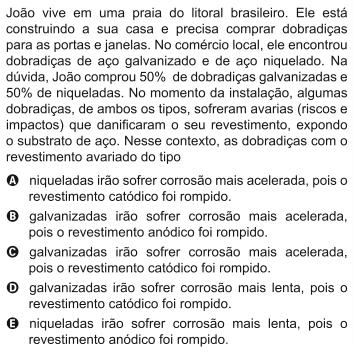 João vive em uma praia do litoral brasileiro. Ele está
construindo a sua casa e precisa comprar dobradiças
para as portas e janelas. No comércio local, ele encontrou
dobradiças de aço galvanizado e de aço niquelado. Na
dúvida, João comprou 50% de dobradiças galvanizadas e
50% de niqueladas. No momento da instalação, algumas
dobradiças, de ambos os tipos, sofreram avarias (riscos e
impactos) que danificaram o seu revestimento, expondo
o substrato de aço. Nesse contexto, as dobradiças com o
revestimento avariado do tipo
A niqueladas irão sofrer corrosão mais acelerada, pois o
revestimento catódico foi rompido.
B galvanizadas irão sofrer corrosão mais acelerada,
pois o revestimento anódico foi rompido.
C galvanizadas irão sofrer corrosão mais acelerada,
pois o revestimento catódico foi rompido.
D galvanizadas irão sofrer corrosão mais lenta, pois o
revestimento catódico foi rompido.
E niqueladas irão sofrer corrosão mais lenta, pois o
revestimento anódico foi rompido.